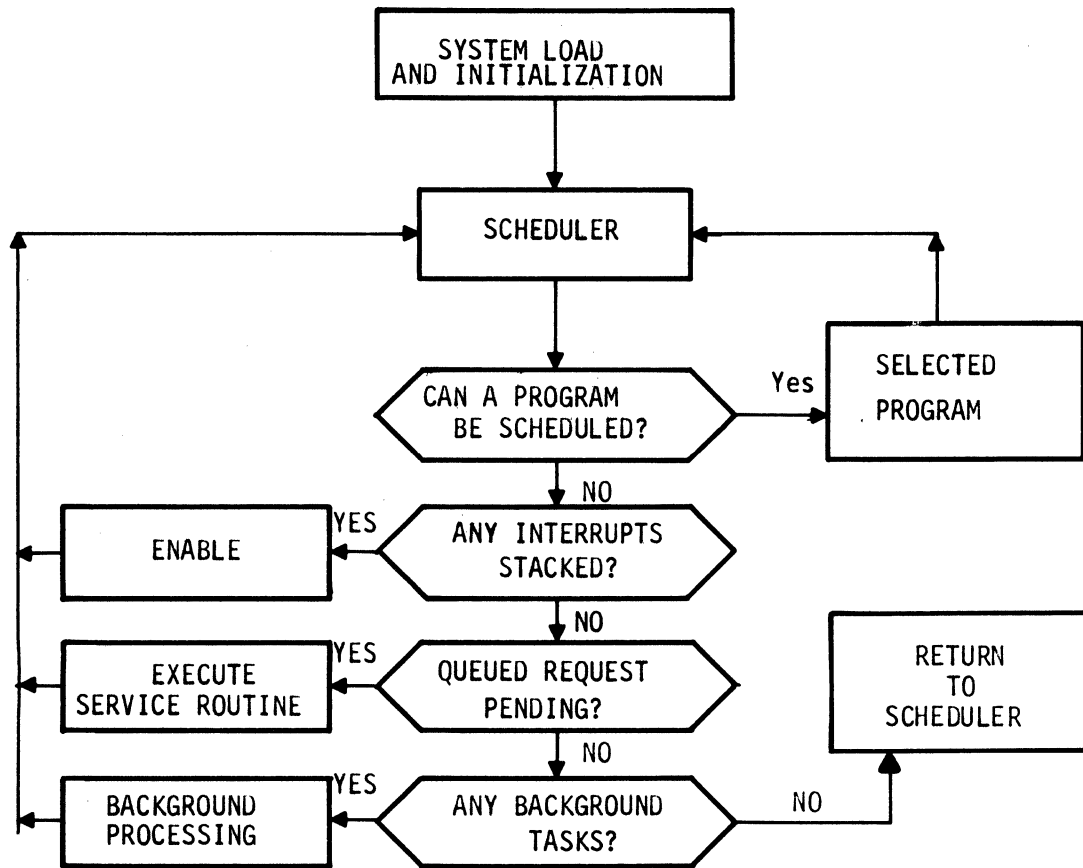 SYSTEM LOAD
AND INITIALIZATION
SCHEDULER
CAN A PROGRAM
BE SCHEDULED?
Yes
SELECTED
PROGRAM
NO
ANY INTERRUPTS
STACKED?
YES
ENABLE
NO
QUEUED REQUEST
PENDING?
YES
EXECUTE
SERVICE ROUTINE
NO
ANY BACKGROUND
TASKS?
YES
BACKGROUND
PROCESSING
NO
RETURN
TO
SCHEDULER